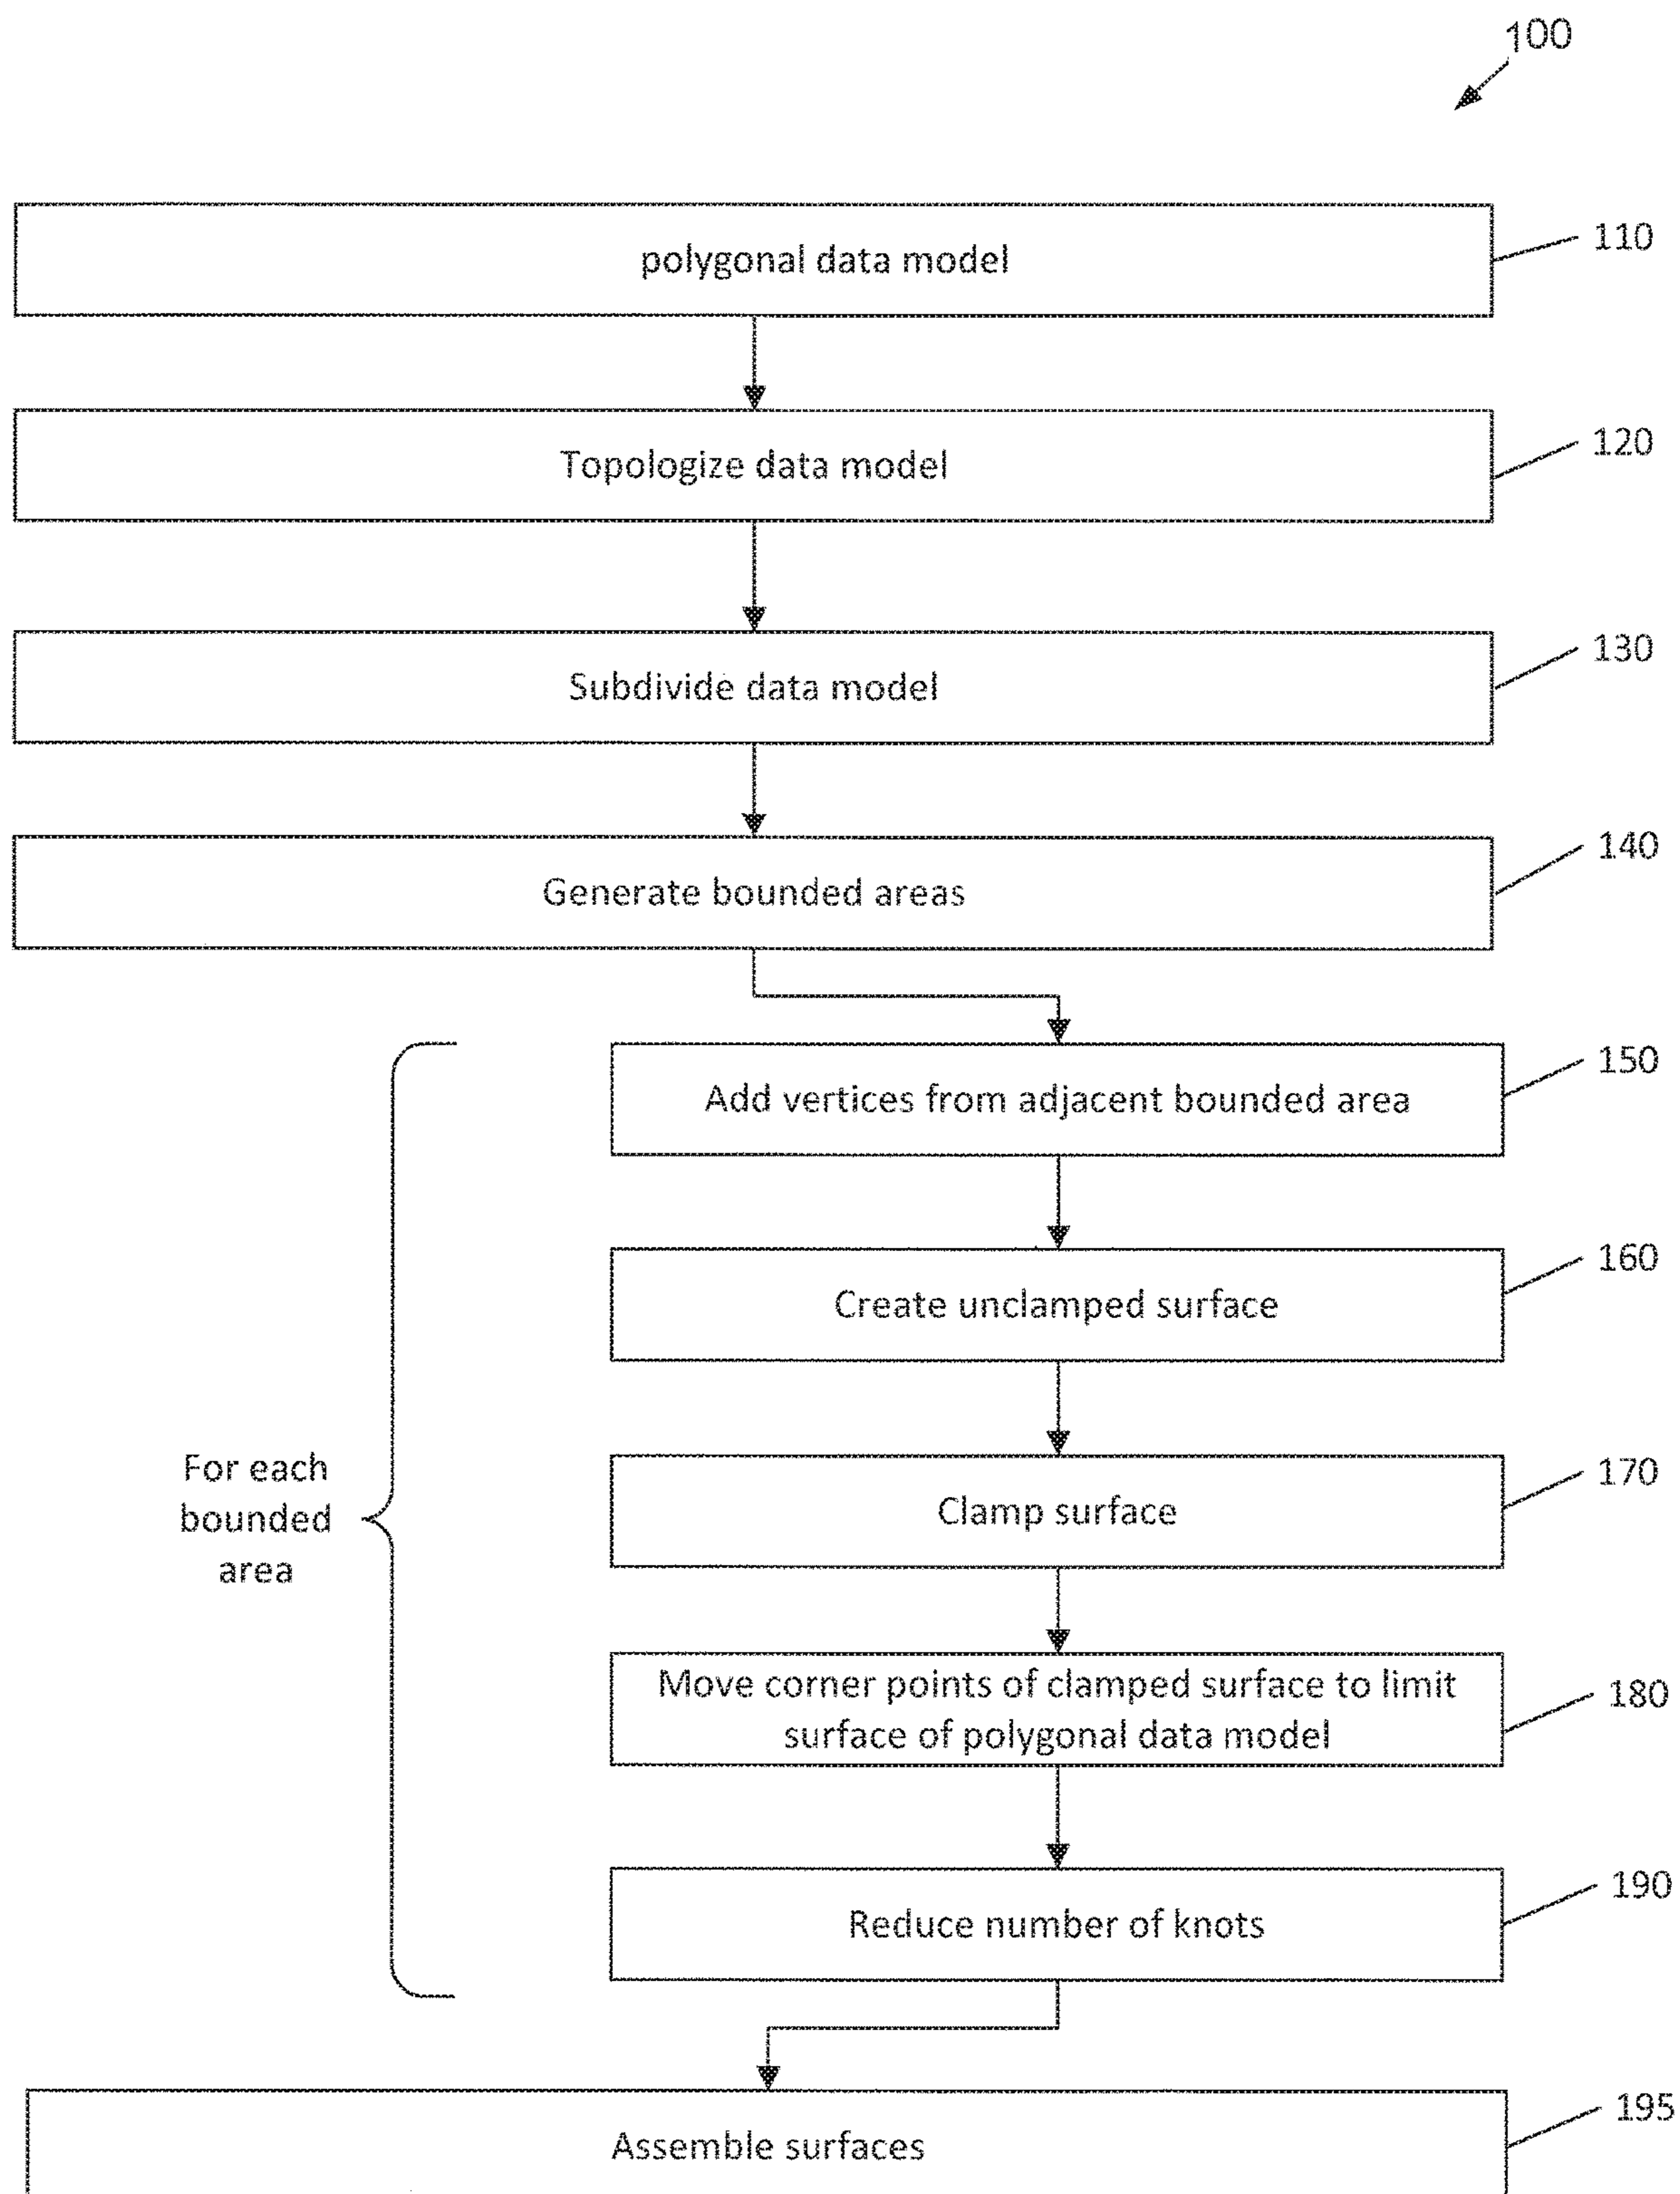 100
polygonal data model
110
Topologize data model
120
Subdivide data model
130
Generate bounded areas
140
Add vertices from adjacent bounded area
150
Create unclamped surface
160
For each
bounded
area
Clamp surface
170
Move corner points of clamped surface to limit
surface of polygonal data model
180
Reduce number of knots
190
Assemble surfaces
195